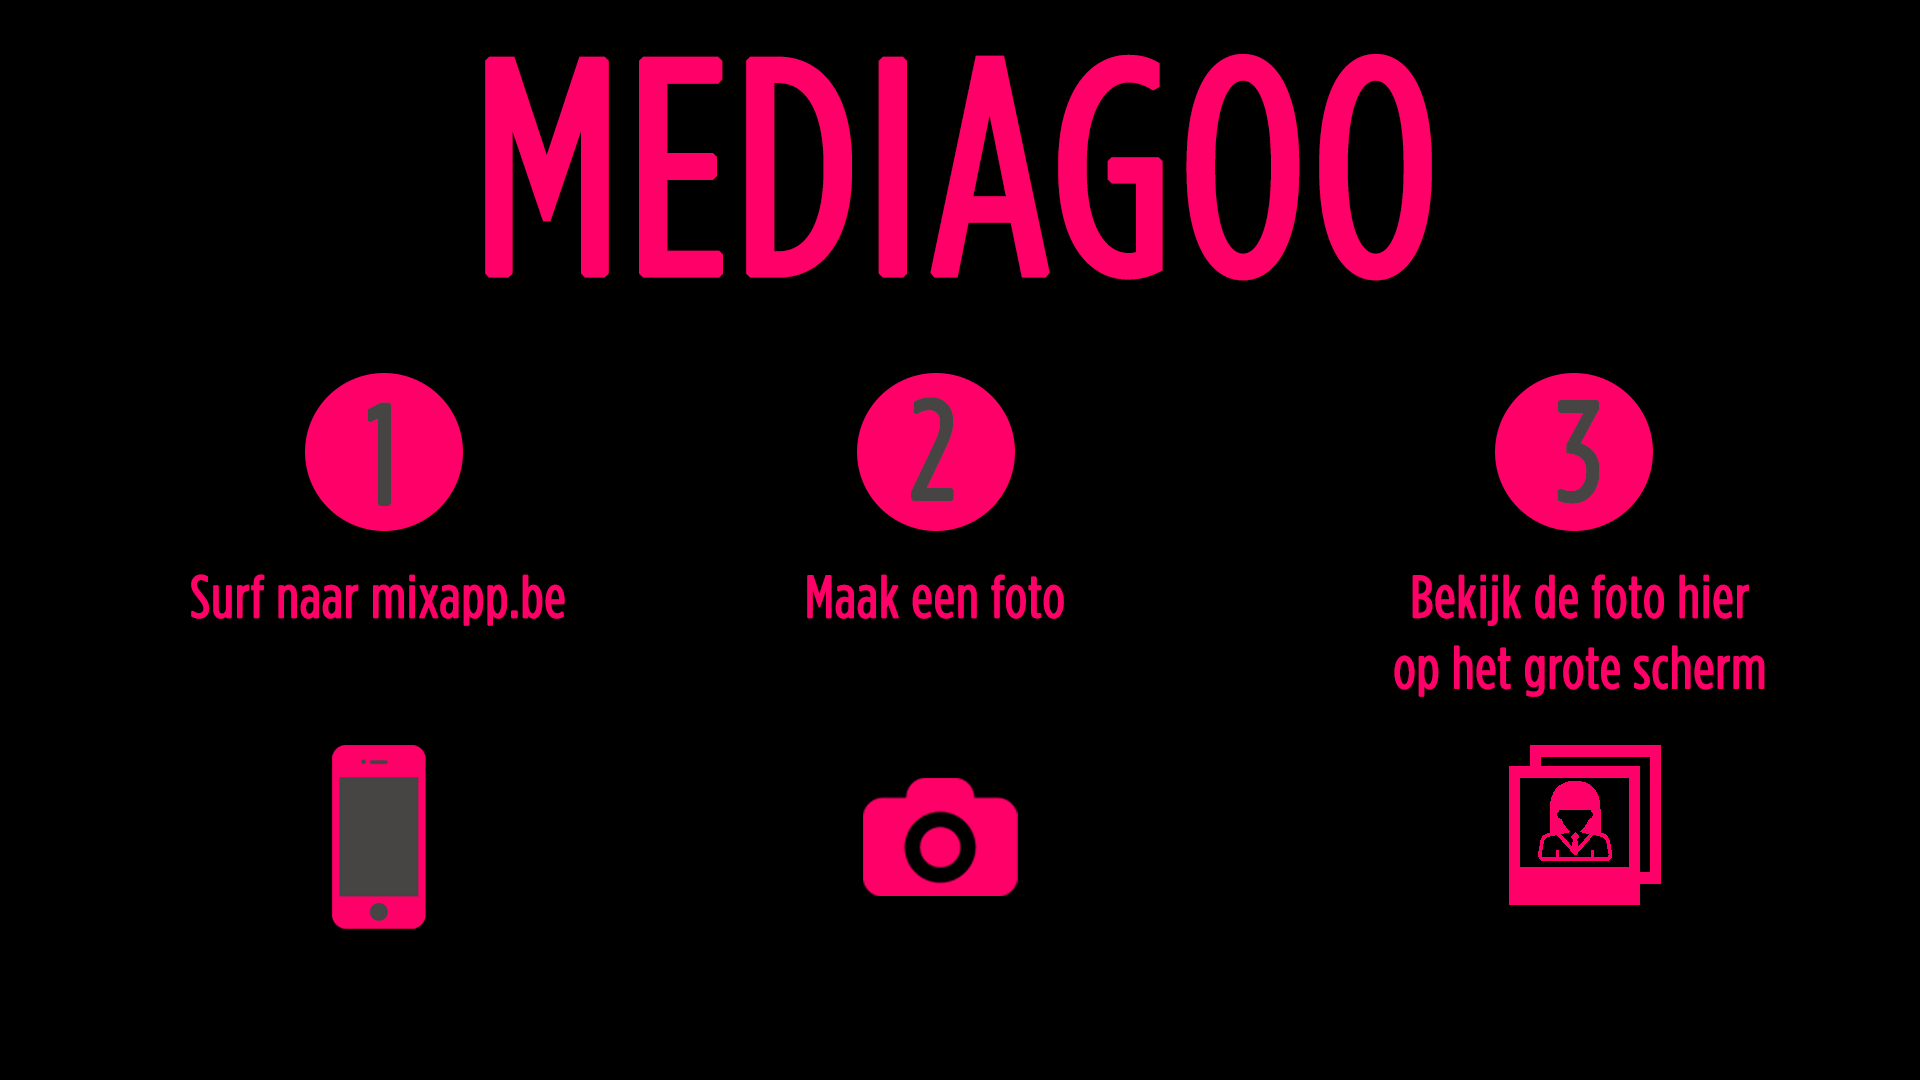 MEDIAGOO
1
Surf naar mixapp.be
2
Maak een foto
3
Bekijk de foto hier
op het grote scherm